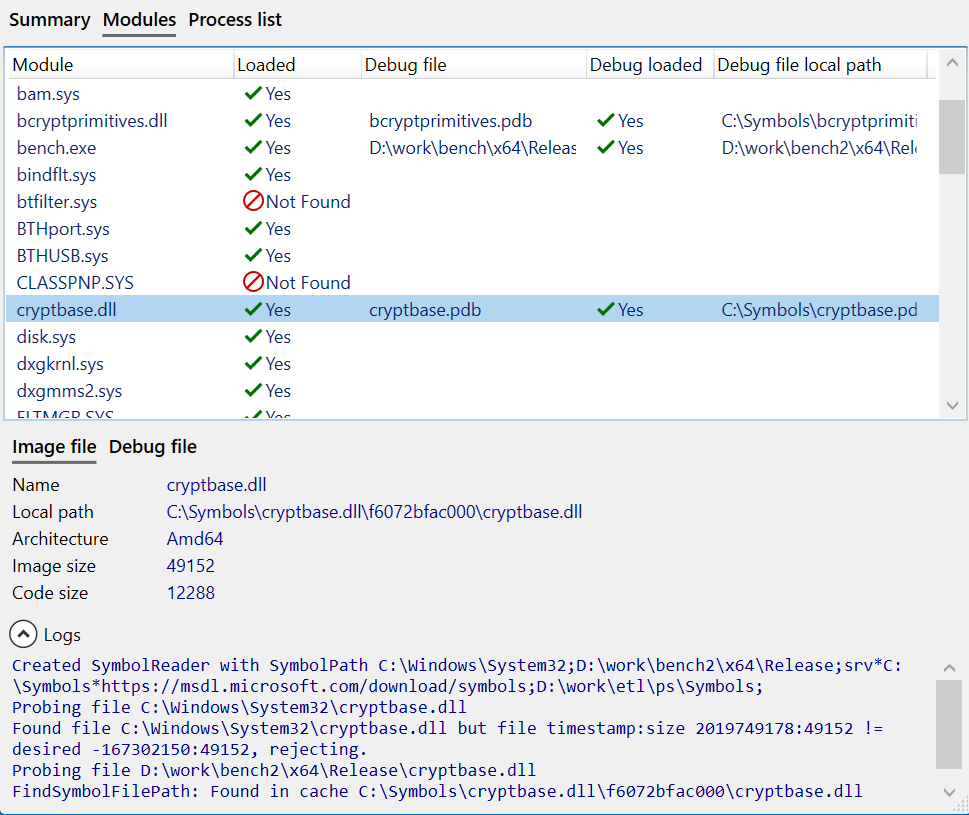 Summary Modules Process list
Module Loaded Debug file Debug loaded Debug file local path
bam.sys Yes
bcryptprimitives.dll Yes bcryptprimitives.pdb Yes C:\Symbols\bcryptprimiti
bench.exe Yes D:\work\bench\x64\Releas Yes D:\work\bench2\x64\Rel
bindflt.sys Yes
btfilter.sys Not Found
BTHport.sys Yes
BTHUSB.sys Yes
CLASSPNP.SYS Not Found
cryptbase.dll Yes cryptbase.pdb Yes C:\Symbols\cryptbase.pd
disk.sys Yes
dxgkrnl.sys Yes
dxgmms2.sys Yes
FLTMGR.SYS Yes
Image file Debug file
Name cryptbase.dll
Local path C:\Symbols\cryptbase.dll\f6072bfac000\cryptbase.dll
Architecture Amd64
Image size 49152
Code size 12288
Logs
Created SymbolReader with SymbolPath C:\Windows\System32;D:\work\bench2\x64\Release;srv*C:
\Symbols*https://msdl.microsoft.com/download/symbols;D:\work\etl\ps\Symbols;
Probing file C:\Windows\System32\cryptbase.dll
Found file C:\Windows\System32\cryptbase.dll but file timestamp:size 2019749178:49152 !=
desired -167302150:49152, rejecting.
Probing file D:\work\bench2\x64\Release\cryptbase.dll
FindSymbolFilePath: Found in cache C:\Symbols\cryptbase.dll\f6072bfac000\cryptbase.dll